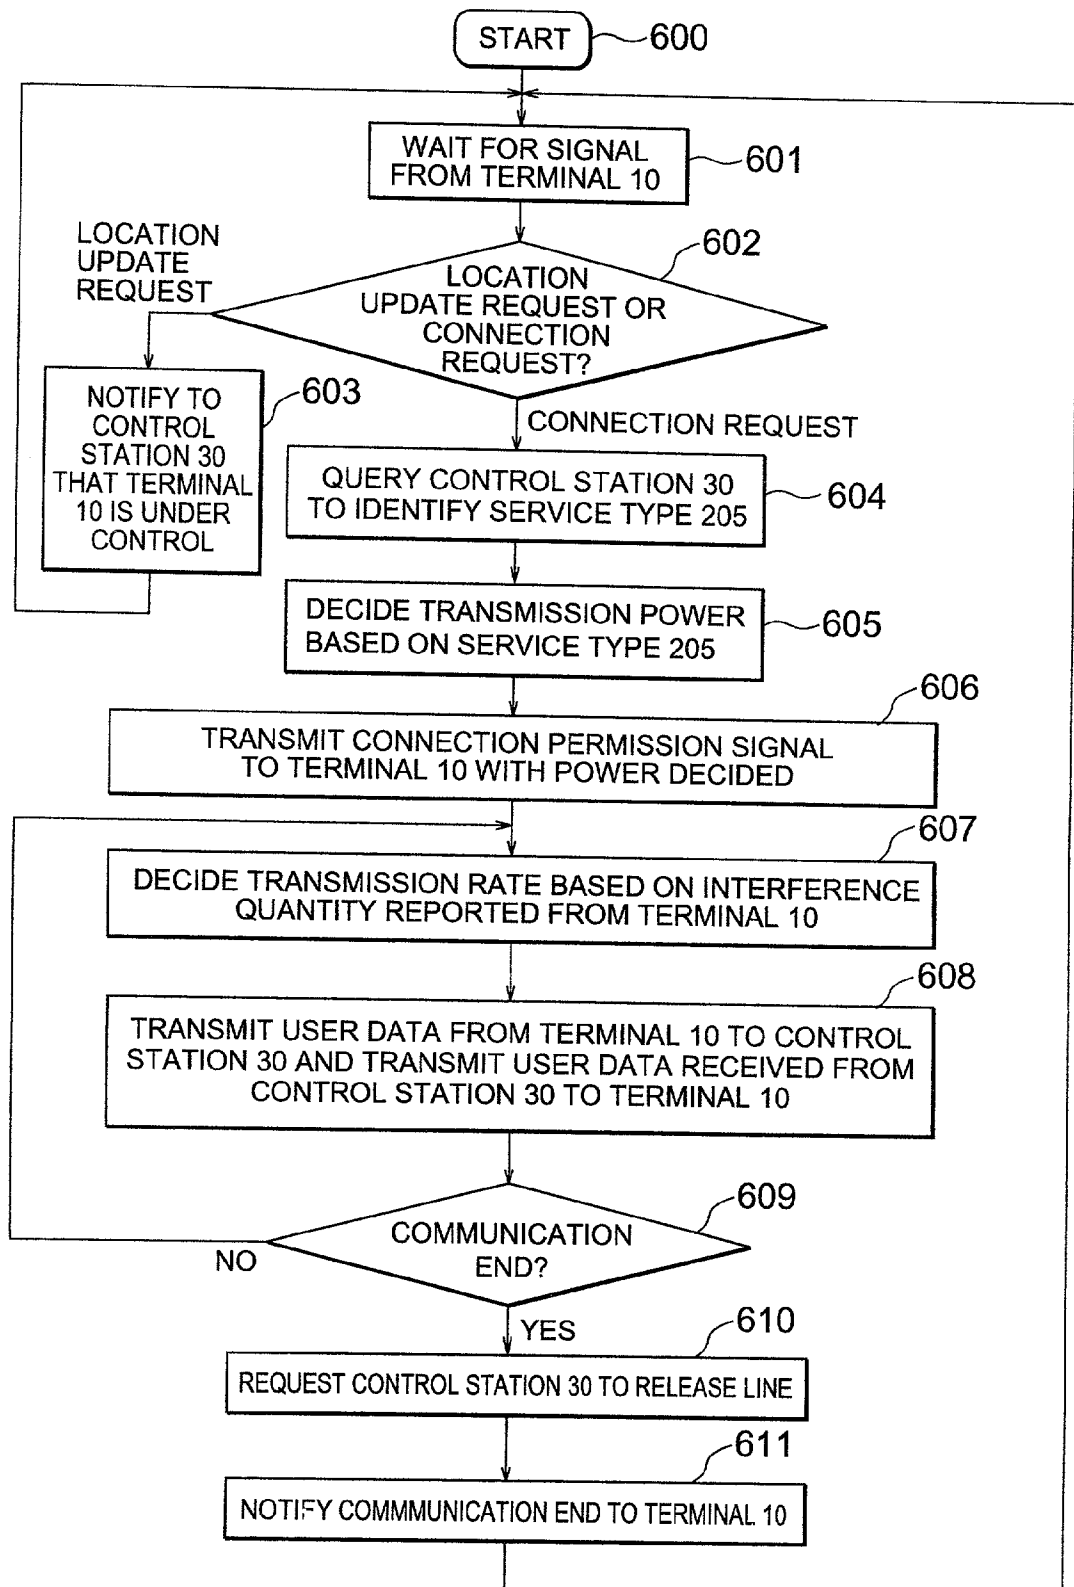 START
600
WAIT FOR SIGNAL
FROM TERMINAL 10
601
LOCATION
UPDATE
REQUEST
602
LOCATION
UPDATE REQUEST OR
CONNECTION
REQUEST?
603
NOTIFY TO
CONTROL
STATION 30
THAT TERMINAL
10 IS UNDER
CONTROL
CONNECTION REQUEST
QUERY CONTROL STATION 30
TO IDENTIFY SERVICE TYPE 205
604
DECIDE TRANSMISSION POWER
BASED ON SERVICE TYPE 205
605
606
TRANSMIT CONNECTION PERMISSION SIGNAL
TO TERMINAL 10 WITH POWER DECIDED
607
DECIDE TRANSMISSION RATE BASED ON INTERFERENCE
QUANTITY REPORTED FROM TERMINAL 10
608
TRANSMIT USER DATA FROM TERMINAL 10 TO CONTROL
STATION 30 AND TRANSMIT USER DATA RECEIVED FROM
CONTROL STATION 30 TO TERMINAL 10
609
COMMUNICATION
END?
NO
YES
610
REQUEST CONTROL STATION 30 TO RELEASE LINE
611
NOTIFY COMMMUNICATION END TO TERMINAL 10